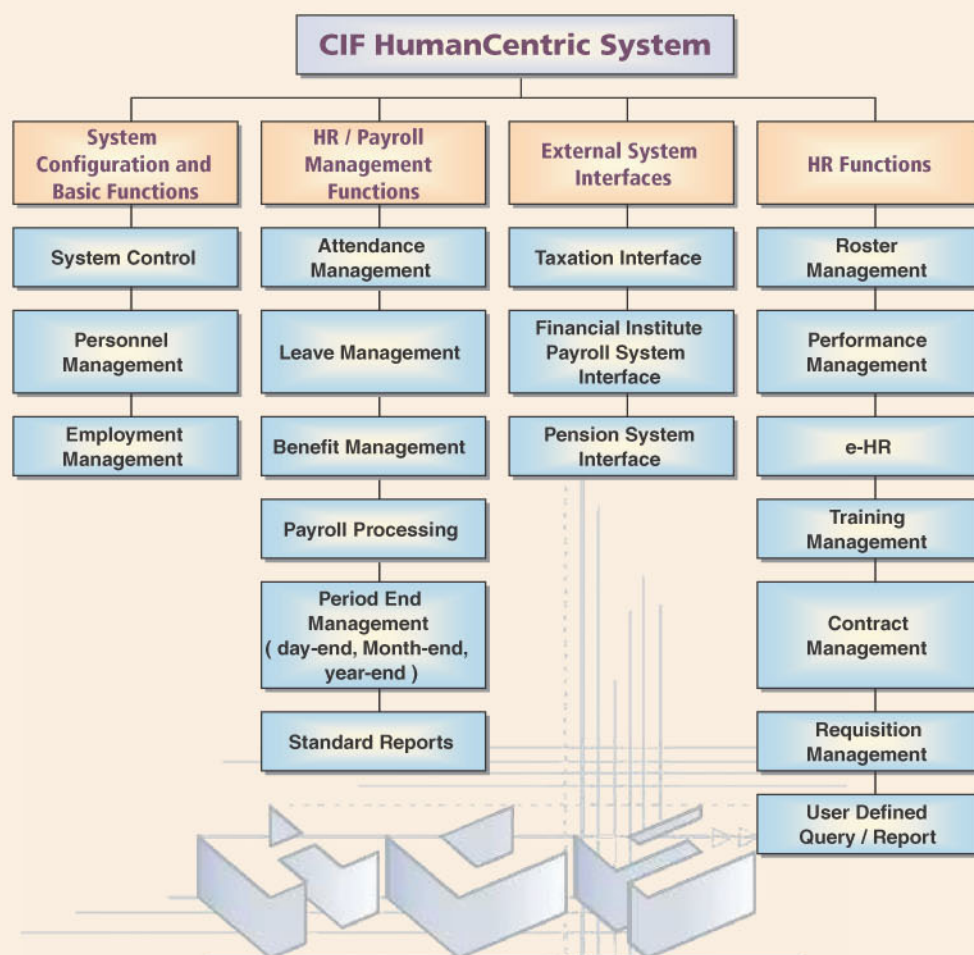 CIF HumanCentric System
System
Configuration and
Basic Functions
System Control
Personnel
Management
Employment
Management
HR / Payroll
Management
Functions
Attendance
Management
Leave Management
Benefit Management
Payroll Processing
Period End
Management
( day-end, Month-end,
year-end )
Standard Reports
External System
Interfaces
Taxation Interface
Financial Institute
Payroll System
Interface
Pension System
Interface
HR Functions
Roster
Management
Performance
Management
e-HR
Training
Management
Contract
Management
Requisition
Management
User Defined
Query / Report